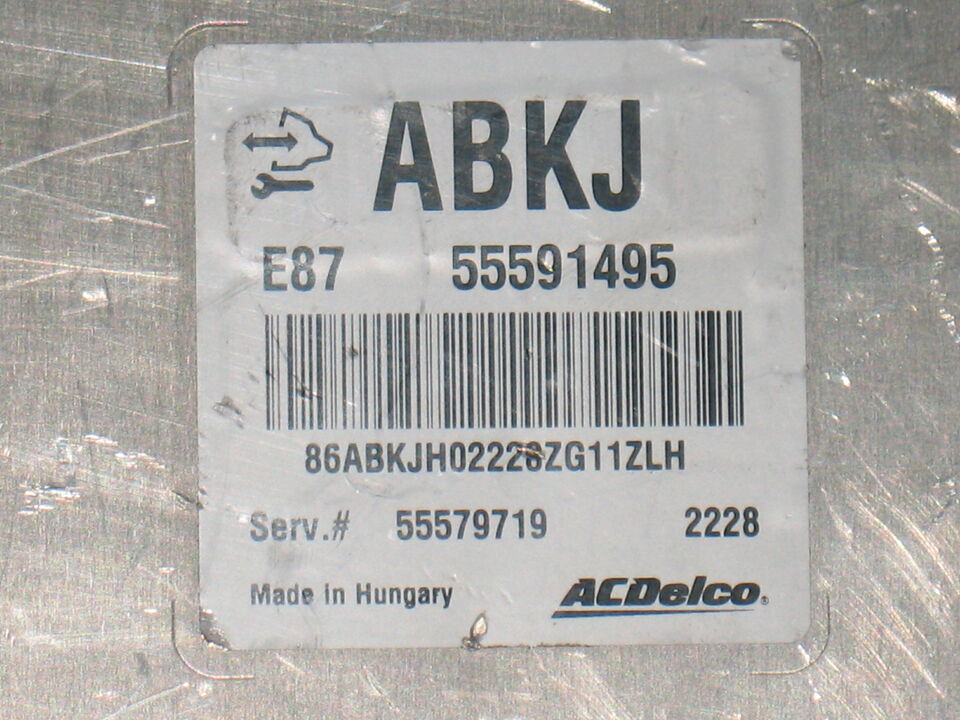 ABKJ
E87 55591495
86ABKJH02228ZG11ZLH
Serv.# 55579719 2228
Made in Hungary ACDelco®